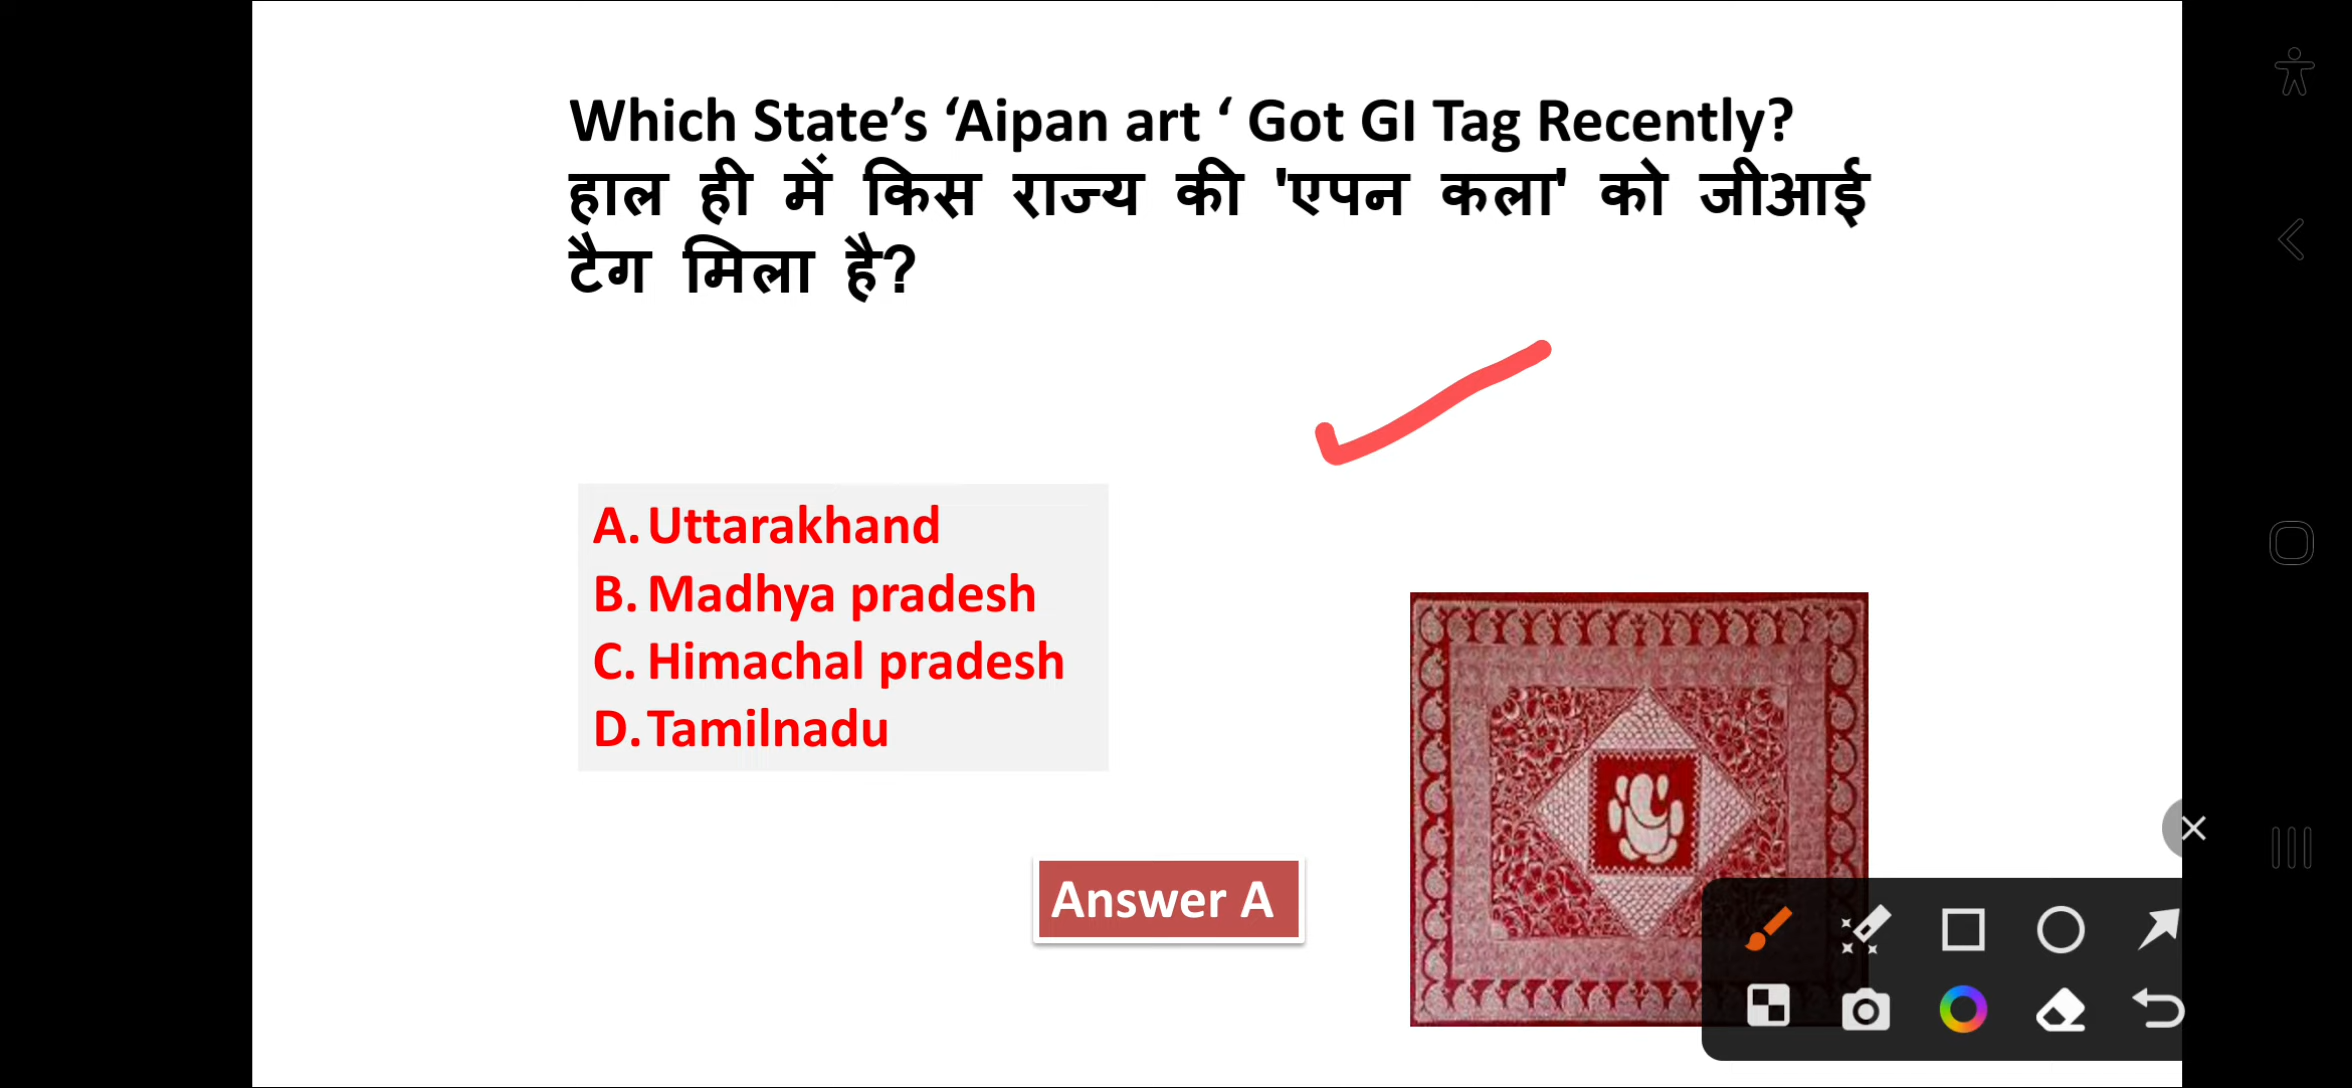 Which State’s ‘Aipan art ‘ Got GI Tag Recently?
हाल ही में किस राज्य की 'एपन कला' को जीआई
टैग मिला है?
A. Uttarakhand
B. Madhya pradesh
C. Himachal pradesh
D. Tamilnadu
Answer A